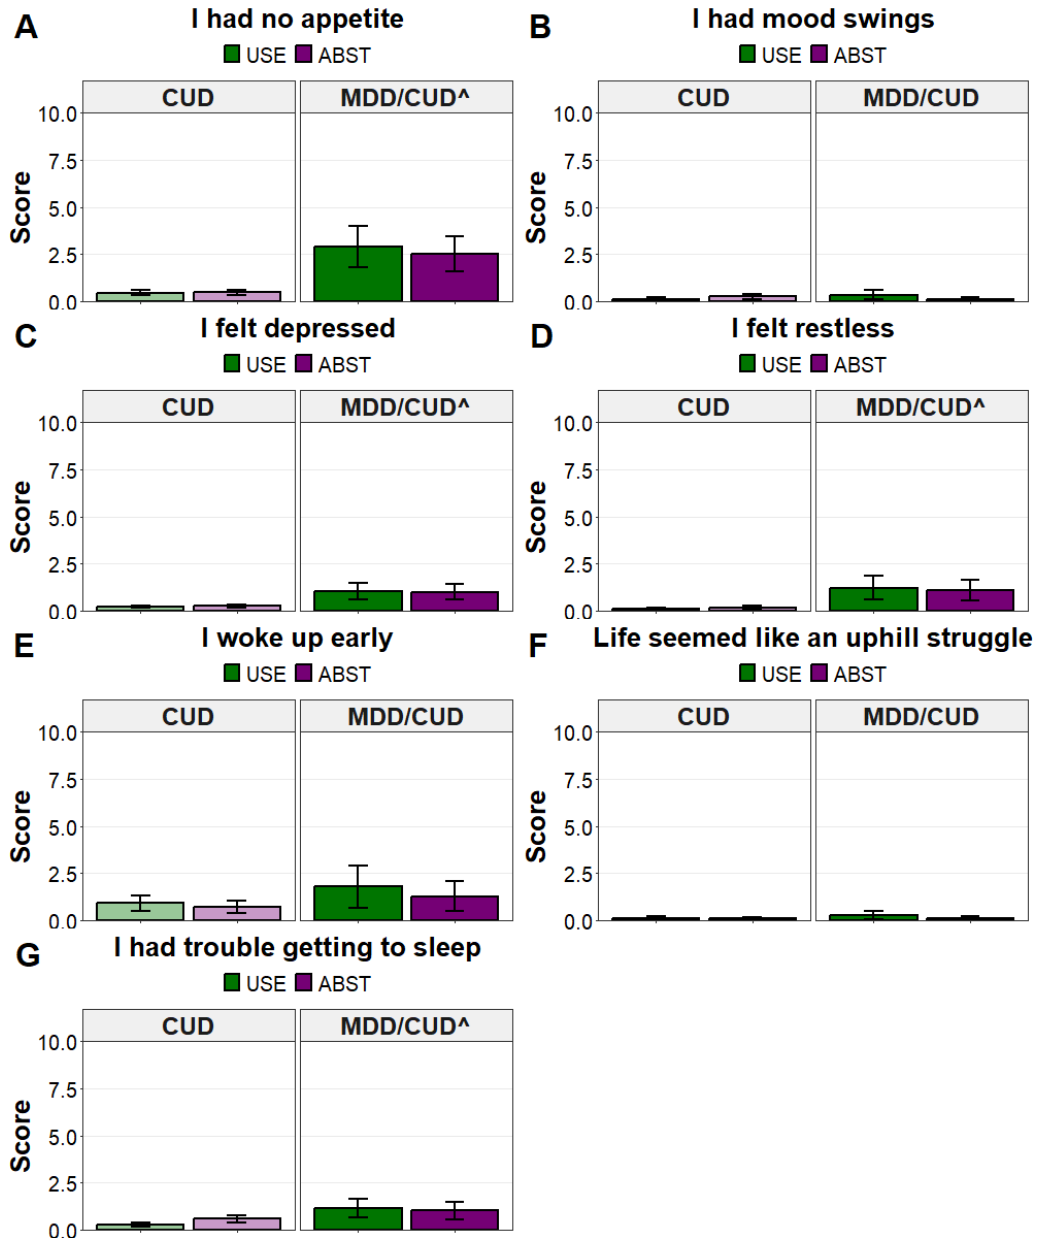 A I had no appetite
USE ABST
CUD MDD/CUD^
10.0
7.5
5.0
2.5
0.0
Score
B I had mood swings
USE ABST
CUD MDD/CUD
10.0
7.5
5.0
2.5
0.0
Score
C I felt depressed
USE ABST
CUD MDD/CUD^
10.0
7.5
5.0
2.5
0.0
Score
D I felt restless
USE ABST
CUD MDD/CUD^
10.0
7.5
5.0
2.5
0.0
Score
E I woke up early
USE ABST
CUD MDD/CUD
10.0
7.5
5.0
2.5
0.0
Score
F Life seemed like an uphill struggle
USE ABST
CUD MDD/CUD
10.0
7.5
5.0
2.5
0.0
Score
G I had trouble getting to sleep
USE ABST
CUD MDD/CUD^
10.0
7.5
5.0
2.5
0.0
Score